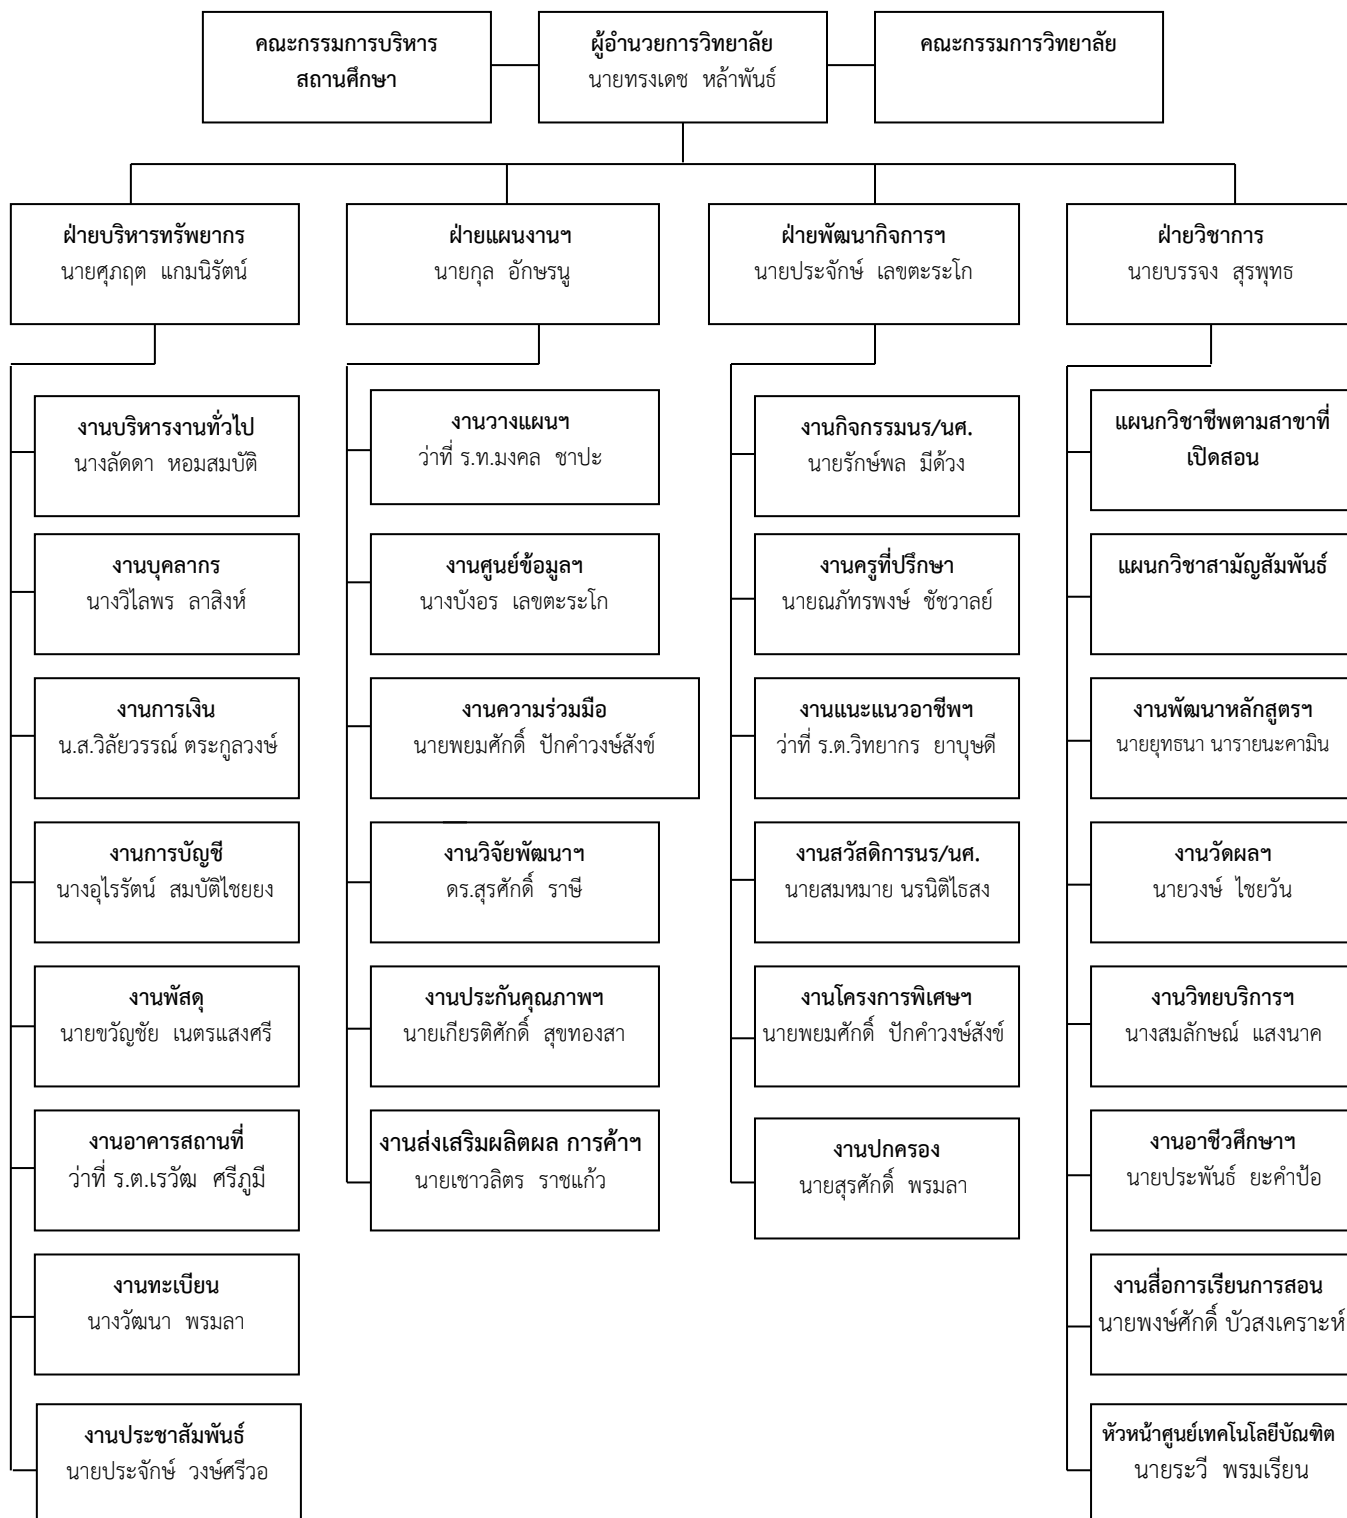 คณะกรรมการบริหาร
สถานศึกษา
ผู้อำนวยการวิทยาลัย
นายทรงเดช หล้าพันธ์
คณะกรรมการวิทยาลัย
ฝ่ายบริหารทรัพยากร
นายศุภฤต แกมนิรัตน์
ฝ่ายแผนงานฯ
นายกุล อักษรนู
ฝ่ายพัฒนากิจการฯ
นายประจักษ์ เลขตะระโก
ฝ่ายวิชาการ
นายบรรจง สุรพุทธ
งานบริหารงานทั่วไป
นางลัดดา หอมสมบัติ
งานบุคลากร
นางวิไลพร ลาสิงห์
งานการเงิน
น.ส.วิลัยวรรณ์ ตระกูลวงษ์
งานการบัญชี
นางอุไรรัตน์ สมบัติไชยยง
งานพัสดุ
นายขวัญชัย เนตรแสงศรี
งานอาคารสถานที่
ว่าที่ ร.ต.เรวัฒ ศรีภูมี
งานทะเบียน
นางวัฒนา พรมลา
งานประชาสัมพันธ์
นายประจักษ์ วงษ์ศรีวอ
งานวางแผนฯ
ว่าที่ ร.ท.มงคล ชาปะ
งานศูนย์ข้อมูลฯ
นางบังอร เลขตะระโก
งานความร่วมมือ
นายพยมศักดิ์ ปักคำวงษ์สังข์
งานวิจัยพัฒนาฯ
ดร.สุรศักดิ์ ราษี
งานประกันคุณภาพฯ
นายเกียรติศักดิ์ สุขทองสา
งานส่งเสริมผลิตผล การค้าฯ
นายเชาวลิตร ราชแก้ว
งานกิจกรรมนร/นศ.
นายรักษ์พล มีด้วง
งานครูที่ปรึกษา
นายณภัทรพงษ์ ชัชวาลย์
งานแนะแนวอาชีพฯ
ว่าที่ ร.ต.วิทยากร ยาบุษดี
งานสวัสดิการนร/นศ.
นายสมหมาย นรนิติไธสง
งานโครงการพิเศษฯ
นายพยมศักดิ์ ปักคำวงษ์สังข์
งานปกครอง
นายสุรศักดิ์ พรมลา
แผนกวิชาชีพตามสาขาที่
เปิดสอน
แผนกวิชาสามัญสัมพันธ์
งานพัฒนาหลักสูตรฯ
นายยุทธนา นารายนะคามิน
งานวัดผลฯ
นายวงษ์ ไชยวัน
งานวิทยบริการฯ
นางสมลักษณ์ แสงนาค
งานอาชีวศึกษาฯ
นายประพันธ์ ยะคำป้อ
งานสื่อการเรียนการสอน
นายพงษ์ศักดิ์ บัวสงเคราะห์
หัวหน้าศูนย์เทคโนโลยีบัณฑิต
นายระวี พรมเรียน